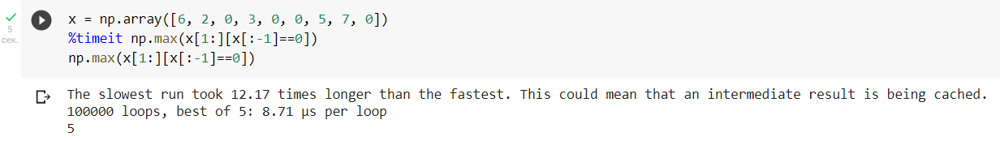 x = np.array([6, 2, 0, 3, 0, 0, 5, 7, 0])
5
сек.
%timeit np.max(x[1:][x[:-1]==0])
np.max(x[1:][x[:-1]==0])
The slowest run took 12.17 times longer than the fastest. This could mean that an intermediate result is being cached.
100000 loops, best of 5: 8.71 µs per loop
5